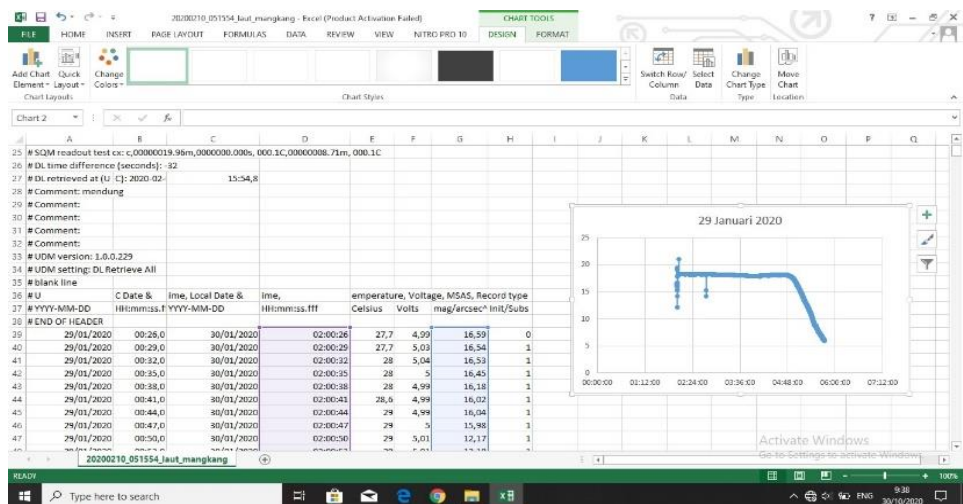 20200210_051554_laut_mangkang - Excel (Product Activation Failed)
CHART TOOLS
FILE HOME INSERT PAGE LAYOUT FORMULAS DATA REVIEW VIEW NITRO PRO 10 DESIGN FORMAT
Add Chart Element Quick Layout Change Colors
Switch Row/ Column Select Data Change Chart Type Move Chart
Chart Layouts Chart Styles Data Type Location
Chart 2 fx
A B C D E F G H I J K L M N O P Q
25 # SQM readout test cx: c,00000019.96m,0000000.000s, 000.1C,00000008.71m, 000.1C
26 # DL time difference (seconds): -32
27 # DL retrieved at (U C): 2020-02- 15:54,8
28 # Comment: mendung
29 # Comment:
30 # Comment:
31 # Comment:
32 # Comment:
33 # UDM version: 1.0.0.229
34 # UDM setting: DL Retrieve All
35 # blank line
36 # U C Date & ime, Local Date & ime, emperature, Voltage, MSAS, Record type
37 # YYYY-MM-DD HH:mm:ss.f YYYY-MM-DD HH:mm:ss.fff Celsius Volts mag/arcsec^ Init/Subs
38 # END OF HEADER
39 29/01/2020 00:26,0 30/01/2020 02:00:26 27,7 4,99 16,59 0
40 29/01/2020 00:29,0 30/01/2020 02:00:29 27,7 5,03 16,54 1
41 29/01/2020 00:32,0 30/01/2020 02:00:32 28 5,04 16,53 1
42 29/01/2020 00:35,0 30/01/2020 02:00:35 28 5 16,45 1
43 29/01/2020 00:38,0 30/01/2020 02:00:38 28 4,99 16,18 1
44 29/01/2020 00:41,0 30/01/2020 02:00:41 28,6 4,99 16,02 1
45 29/01/2020 00:44,0 30/01/2020 02:00:44 29 4,99 16,04 1
46 29/01/2020 00:47,0 30/01/2020 02:00:47 29 5 15,98 1
47 29/01/2020 00:50,0 30/01/2020 02:00:50 29 5,01 12,17 1
29 Januari 2020
25
20
15
10
5
0
00:00:00 01:12:00 02:24:00 03:36:00 04:48:00 06:00:00 07:12:00
Activate Windows
Go to Settings to activate Windows.
20200210_051554_laut_mangkang
READY 100%
Type here to search
ENG 9:38
30/10/2020